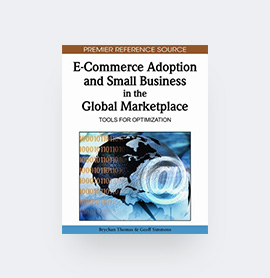 PREMIER REFERENCE SOURCE
E-Commerce Adoption
and Small Business
in the
Global Marketplace
TOOLS FOR OPTIMIZATION
Brychan Thomas & Geoff Simmons